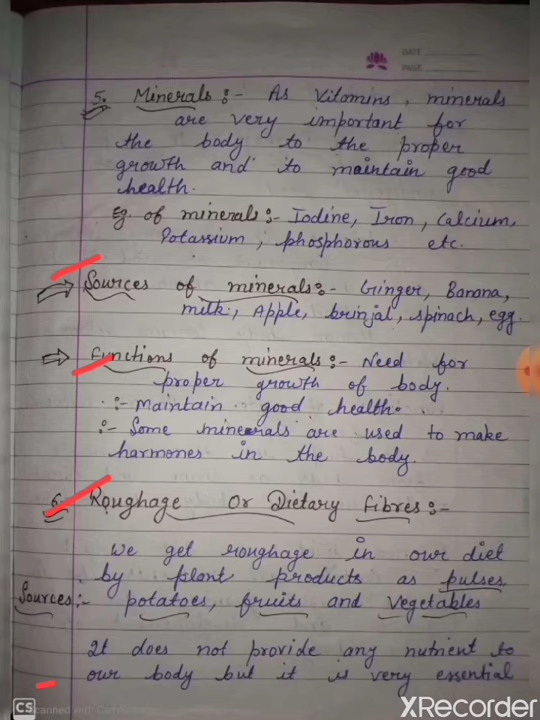 DATE
PAGE
5. Minerals :- As Vitomins, minerals
are very important for
the body to the proper
growth and to maintain good
health.
Eg. of minerals:- Iodine, Iron, Calcium,
Potassium, phosphorous etc.
Sources of minerals:- Ginger, Banana,
milk, Apple, brinjal, spinach, egg.
Functions of minerals:- Need for
proper growth of body.
:- Maintain good health.
:- Some minerals are used to make
harmones in the body.
6. Roughage Or Dietary Fibres:-
We get roughage in our diet
by plant products as pulses
Sources:- potatoes, fruits and vegetables
It does not provide any nutrient to
our body but it is very essential
CS Scanned with CamScanner
XRecorder